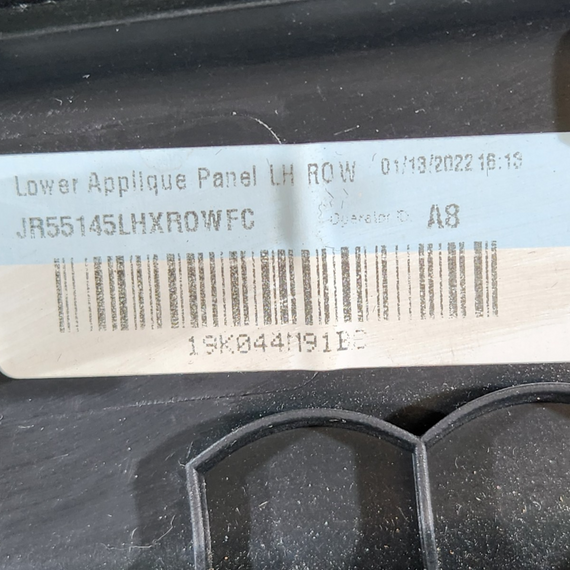 Lower Applique Panel LH ROW 01/13/2022 16:13
JR55145LHXROWFC Operator ID: A8